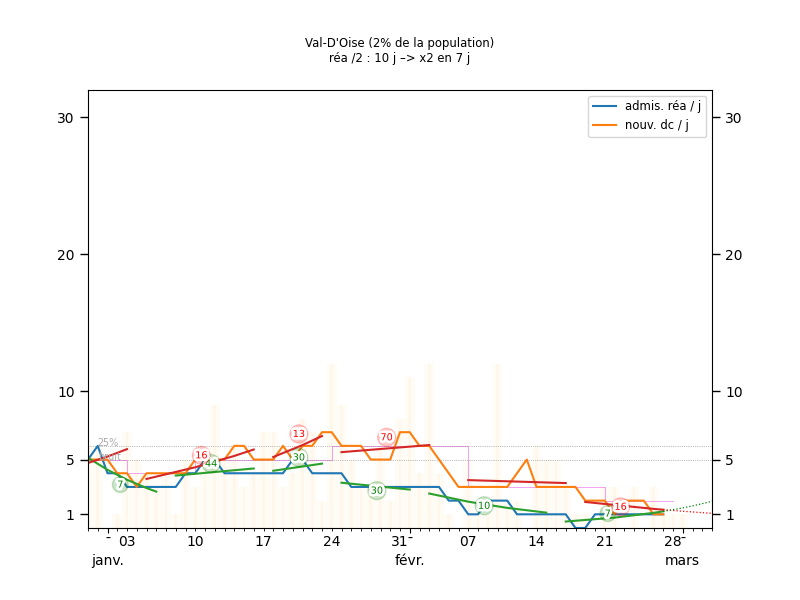 Val-D'Oise (2% de la population)
réa /2 : 10 j –> x2 en 7 j
admis. réa / j
nouv. dc / j
30 30
20 20
10 10
5 5
1 1
25%
7
16
44
13
30
70
30
10
7
16
03 10 17 24 31 07 14 21 28
janv. févr. mars